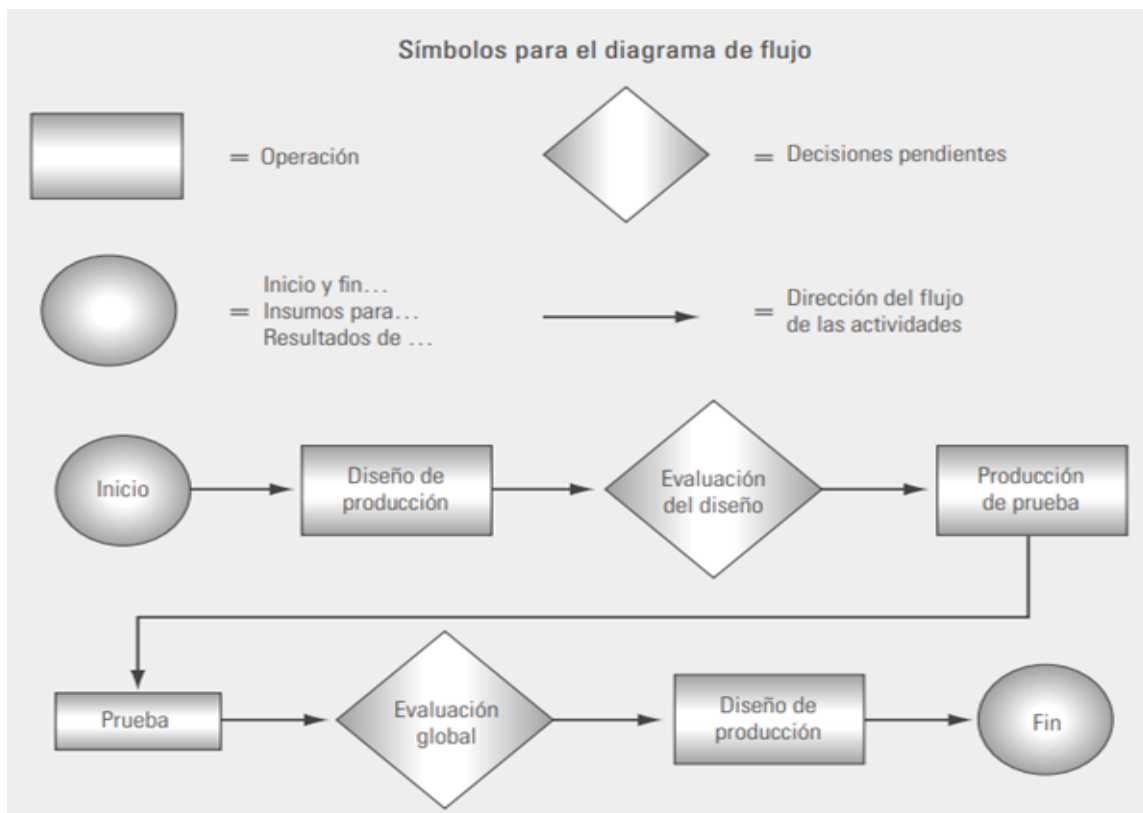 Símbolos para el diagrama de flujo
= Operación
= Decisiones pendientes
Inicio y fin…
= Insumos para…
Resultados de …
= Dirección del flujo
de las actividades
Inicio
Diseño de
producción
Evaluación
del diseño
Producción
de prueba
Prueba
Evaluación
global
Diseño de
producción
Fin